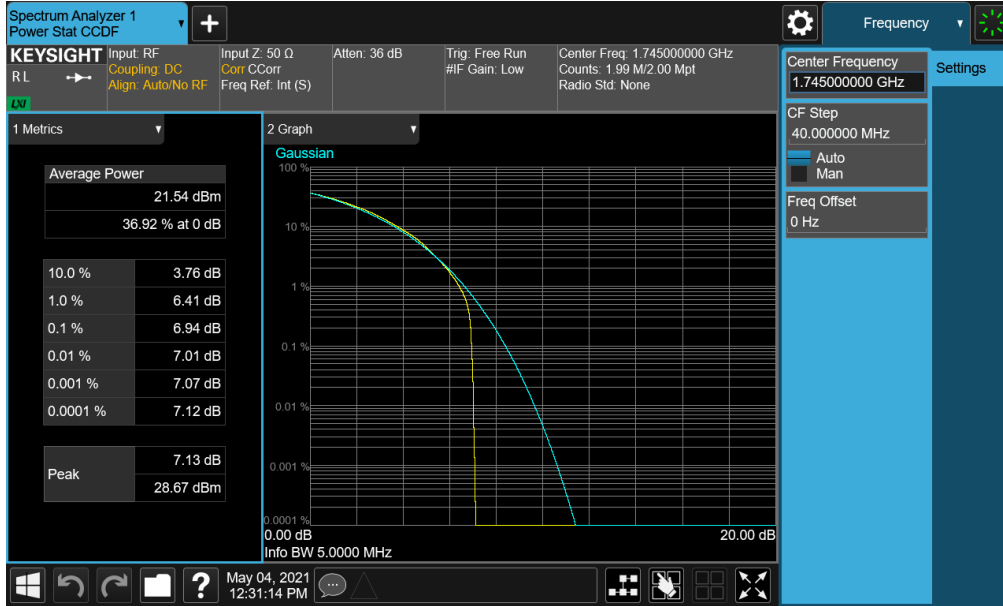 Spectrum Analyzer 1
Power Stat CCDF
Frequency
KEYSIGHT
Input: RF
Input Z: 50 Ω
Atten: 36 dB
Trig: Free Run
Center Freq: 1.745000000 GHz
RL
Coupling: DC
Corr CCorr
#IF Gain: Low
Counts: 1.99 M/2.00 Mpt
Align: Auto/No RF
Freq Ref: Int (S)
Radio Std: None
LXI
Center Frequency
1.745000000 GHz
Settings
CF Step
40.000000 MHz
Auto
Man
Freq Offset
0 Hz
1 Metrics
Average Power
21.54 dBm
36.92 % at 0 dB
10.0 % 3.76 dB
1.0 % 6.41 dB
0.1 % 6.94 dB
0.01 % 7.01 dB
0.001 % 7.07 dB
0.0001 % 7.12 dB
Peak
7.13 dB
28.67 dBm
2 Graph
Gaussian
100 %
10 %
1 %
0.1 %
0.01 %
0.001 %
0.0001 %
0.00 dB 20.00 dB
Info BW 5.0000 MHz
?
May 04, 2021
12:31:14 PM